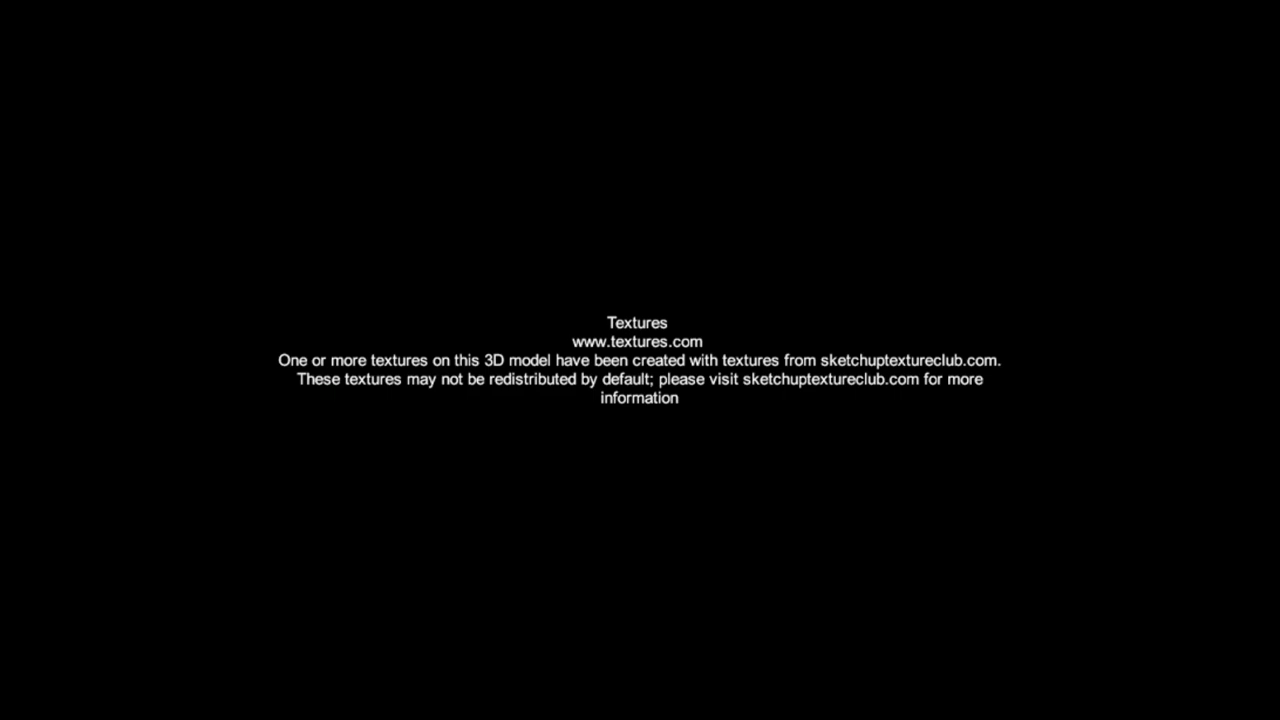 Textures
www.textures.com
One or more textures on this 3D model have been created with textures from sketchuptextureclub.com.
These textures may not be redistributed by default; please visit sketchuptextureclub.com for more
information